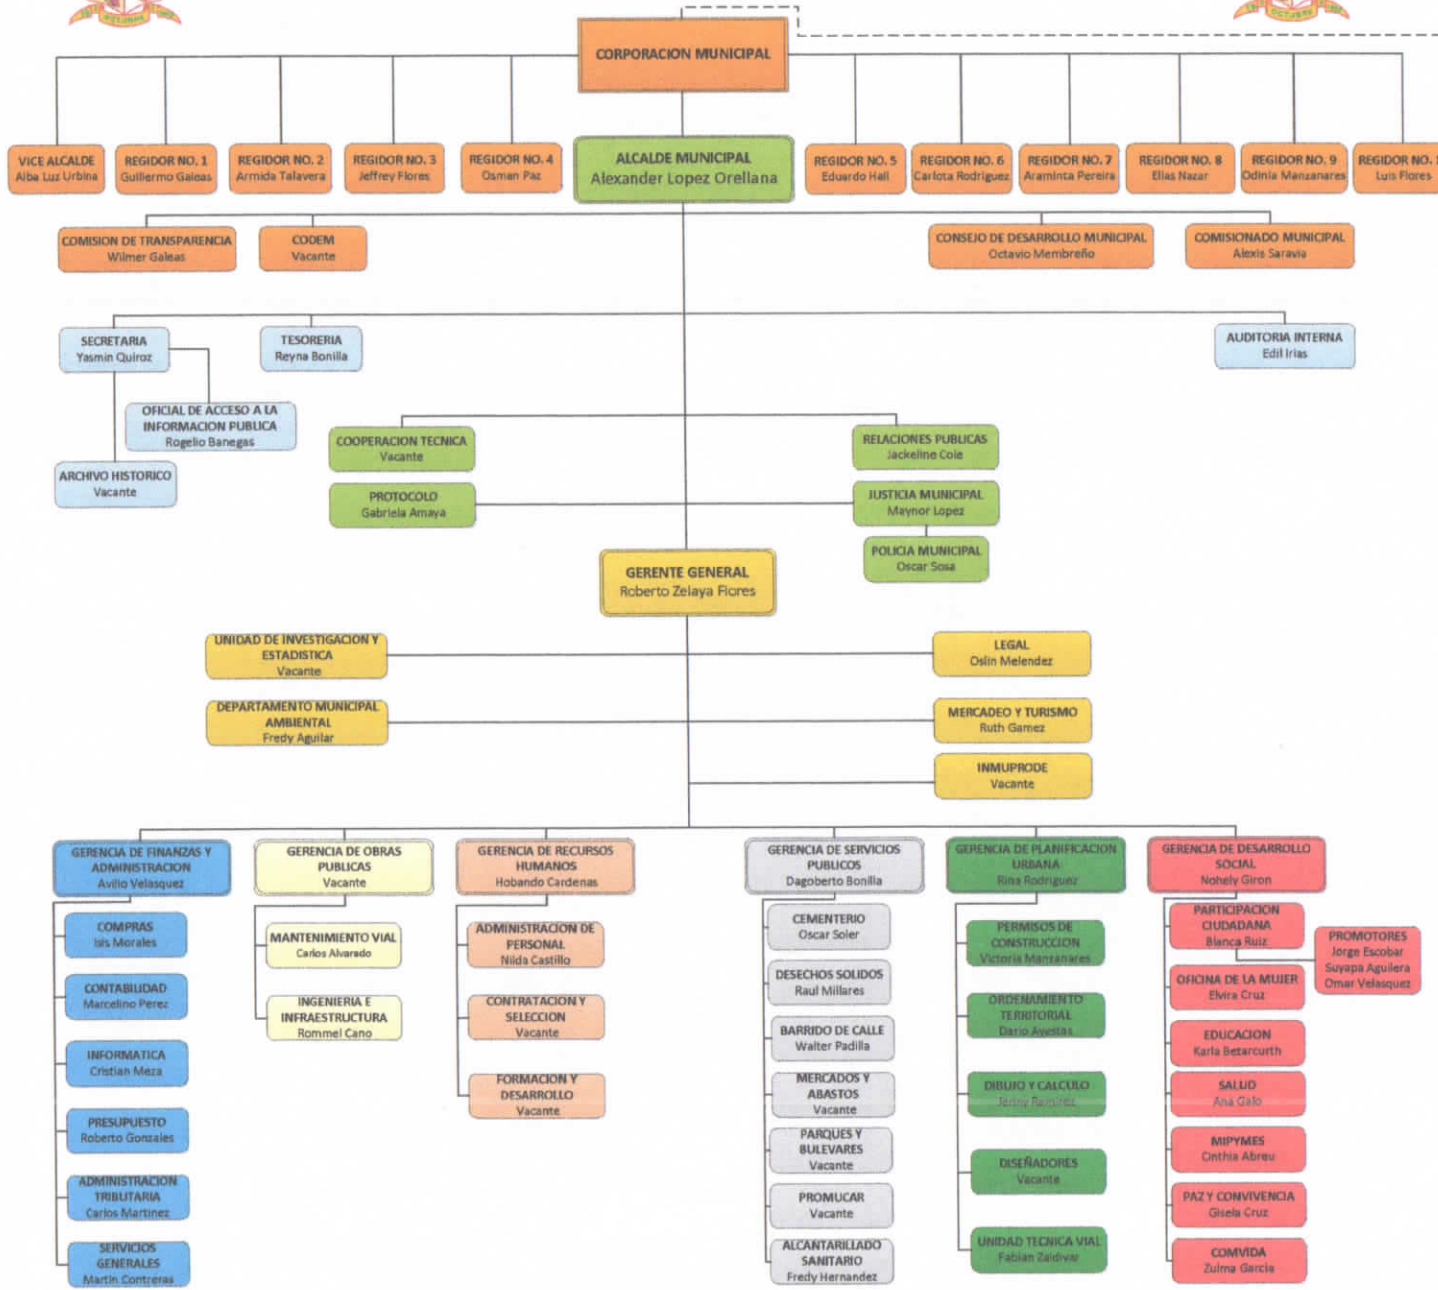 OCTUBRE
OCTUBRE
CORPORACION MUNICIPAL
VICE ALCALDE
Alba Luz Urbina
REGIDOR NO. 1
Guillermo Galeas
REGIDOR NO. 2
Armida Talavera
REGIDOR NO. 3
Jeffrey Flores
REGIDOR NO. 4
Osman Paz
ALCALDE MUNICIPAL
Alexander Lopez Orellana
REGIDOR NO. 5
Eduardo Hall
REGIDOR NO. 6
Carlota Rodriguez
REGIDOR NO. 7
Araminta Pereira
REGIDOR NO. 8
Elias Nazar
REGIDOR NO. 9
Odinia Manzanares
REGIDOR NO.
Luis Flores
COMISION DE TRANSPARENCIA
Wilmer Galeas
CODEM
Vacante
CONSEJO DE DESARROLLO MUNICIPAL
Octavio Membreño
COMISIONADO MUNICIPAL
Alexis Saravia
SECRETARIA
Yasmin Quiroz
TESORERIA
Reyna Bonilla
AUDITORIA INTERNA
Edil Irias
OFICIAL DE ACCESO A LA
INFORMACION PUBLICA
Rogelio Banegas
ARCHIVO HISTORICO
Vacante
COOPERACION TECNICA
Vacante
RELACIONES PUBLICAS
Jackeline Cole
PROTOCOLO
Gabriela Amaya
JUSTICIA MUNICIPAL
Maynor Lopez
POLICIA MUNICIPAL
Oscar Sosa
GERENTE GENERAL
Roberto Zelaya Flores
UNIDAD DE INVESTIGACION Y
ESTADISTICA
Vacante
LEGAL
Oslin Melendez
DEPARTAMENTO MUNICIPAL
AMBIENTAL
Fredy Aguilar
MERCADEO Y TURISMO
Ruth Gamez
INMUPRODE
Vacante
GERENCIA DE FINANZAS Y
ADMINISTRACION
Avilio Velasquez
COMPRAS
Isis Morales
CONTABILIDAD
Marcelino Perez
INFORMATICA
Cristian Meza
PRESUPUESTO
Roberto Gonzales
ADMINISTRACION
TRIBUTARIA
Carlos Martinez
SERVICIOS
GENERALES
Martin Contreras
GERENCIA DE OBRAS
PUBLICAS
Vacante
MANTENIMIENTO VIAL
Carlos Alvarado
INGENIERIA E
INFRAESTRUCTURA
Rommel Cano
GERENCIA DE RECURSOS
HUMANOS
Hobando Cardenas
ADMINISTRACION DE
PERSONAL
Nilda Castillo
CONTRATACION Y
SELECCION
Vacante
FORMACION Y
DESARROLLO
Vacante
GERENCIA DE SERVICIOS
PUBLICOS
Dagoberto Bonilla
CEMENTERIO
Oscar Soler
DESECHOS SOLIDOS
Raul Millares
BARRIDO DE CALLE
Walter Padilla
MERCADOS Y
ABASTOS
Vacante
PARQUES Y
BULEVARES
Vacante
PROMUCAR
Vacante
ALCANTARILLADO
SANITARIO
Fredy Hernandez
GERENCIA DE PLANIFICACION
URBANA
Rina Rodriguez
PERMISOS DE
CONSTRUCCION
Victoria Manzanares
ORDENAMIENTO
TERRITORIAL
Dario Ayestas
DIBUJO Y CALCULO
Jenny Ramirez
DISEÑADORES
Vacante
UNIDAD TECNICA VIAL
Fabian Zaldivar
GERENCIA DE DESARROLLO
SOCIAL
Nohely Giron
PARTICIPACION
CIUDADANA
Blanca Ruiz
PROMOTORES
Jorge Escobar
Suyapa Aguilera
Omar Velasquez
OFICINA DE LA MUJER
Elvira Cruz
EDUCACION
Karla Betarcurth
SALUD
Ana Galo
MIPYMES
Cinthia Abreu
PAZ Y CONVIVENCIA
Gisela Cruz
COMVIDA
Zulma Garcia